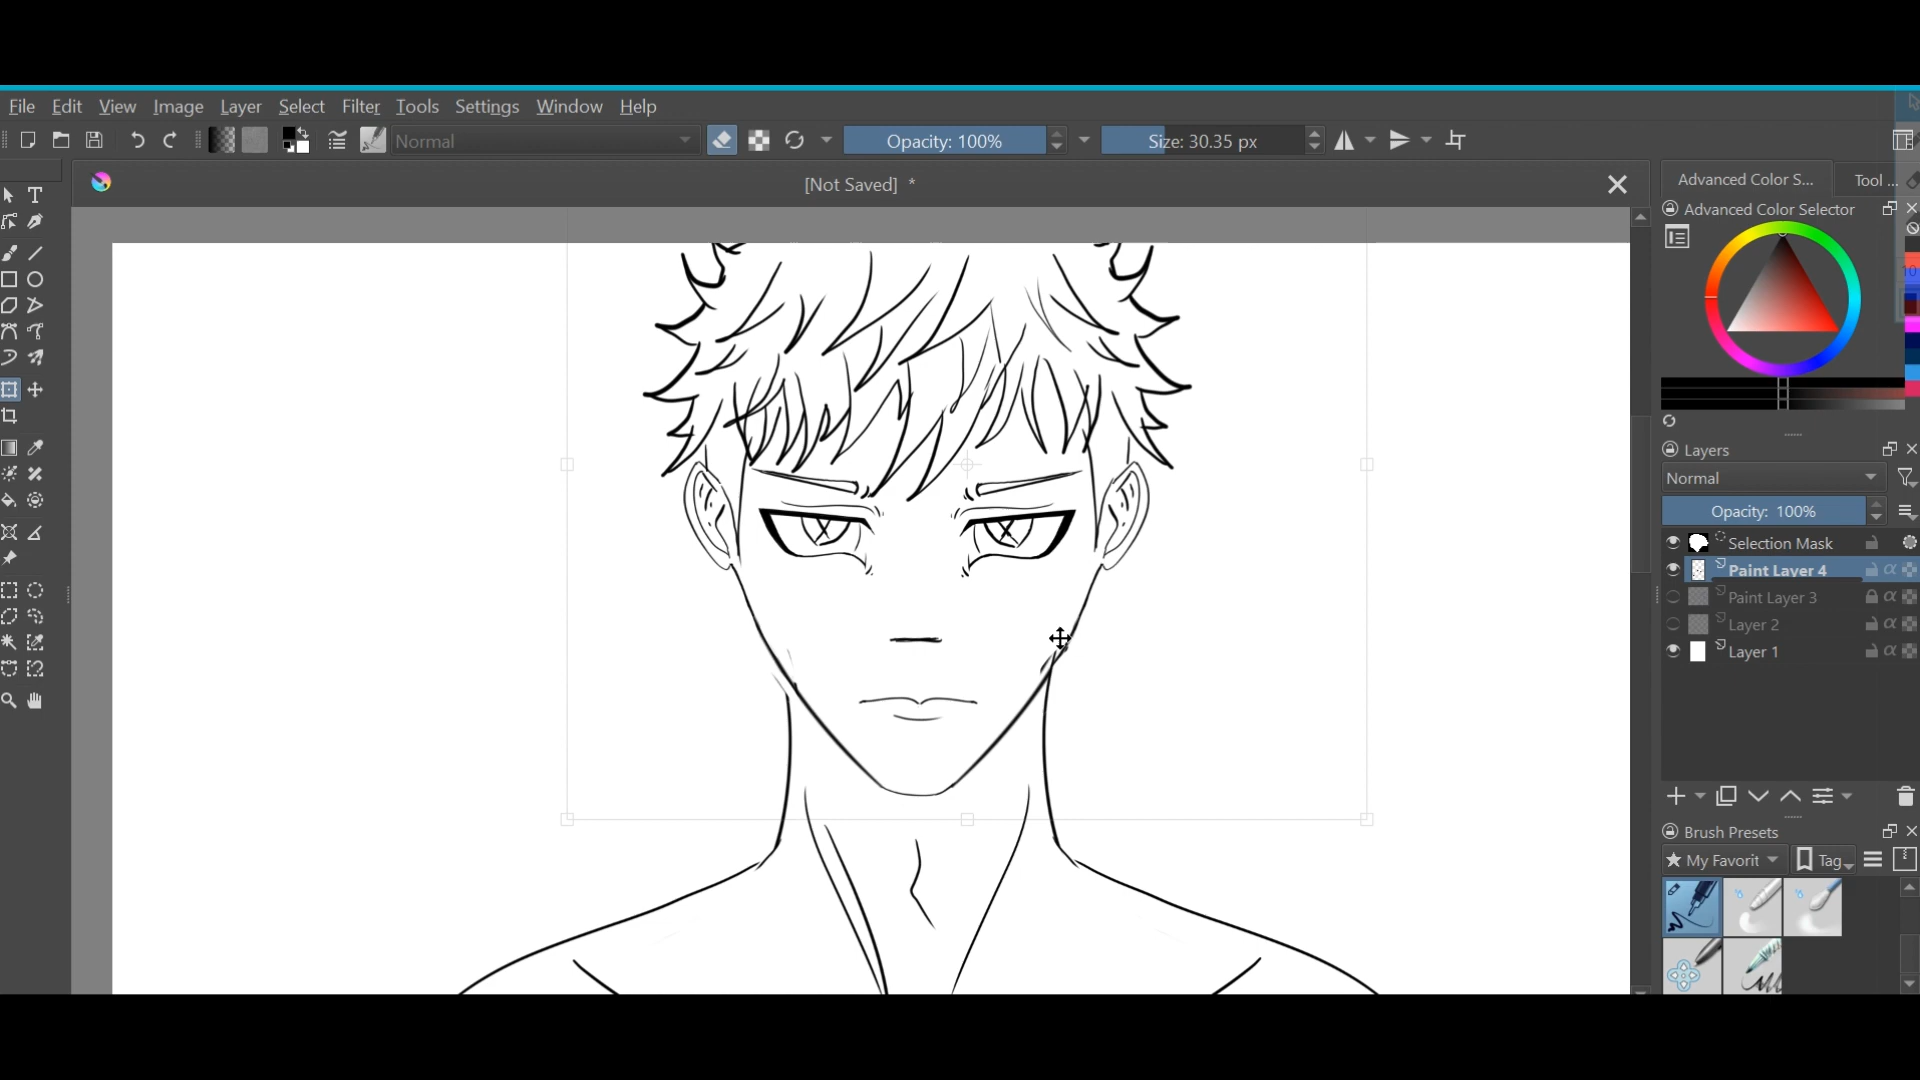 File Edit View Image Layer Select Filter Tools Settings Window Help
Normal Opacity: 100% Size: 30.35 px
[Not Saved] *
Advanced Color S... Tool ...
Advanced Color Selector
10
Layers
Normal
Opacity: 100%
Selection Mask
Paint Layer 4
Paint Layer 3
Layer 2
Layer 1
Brush Presets
My Favorit Tag